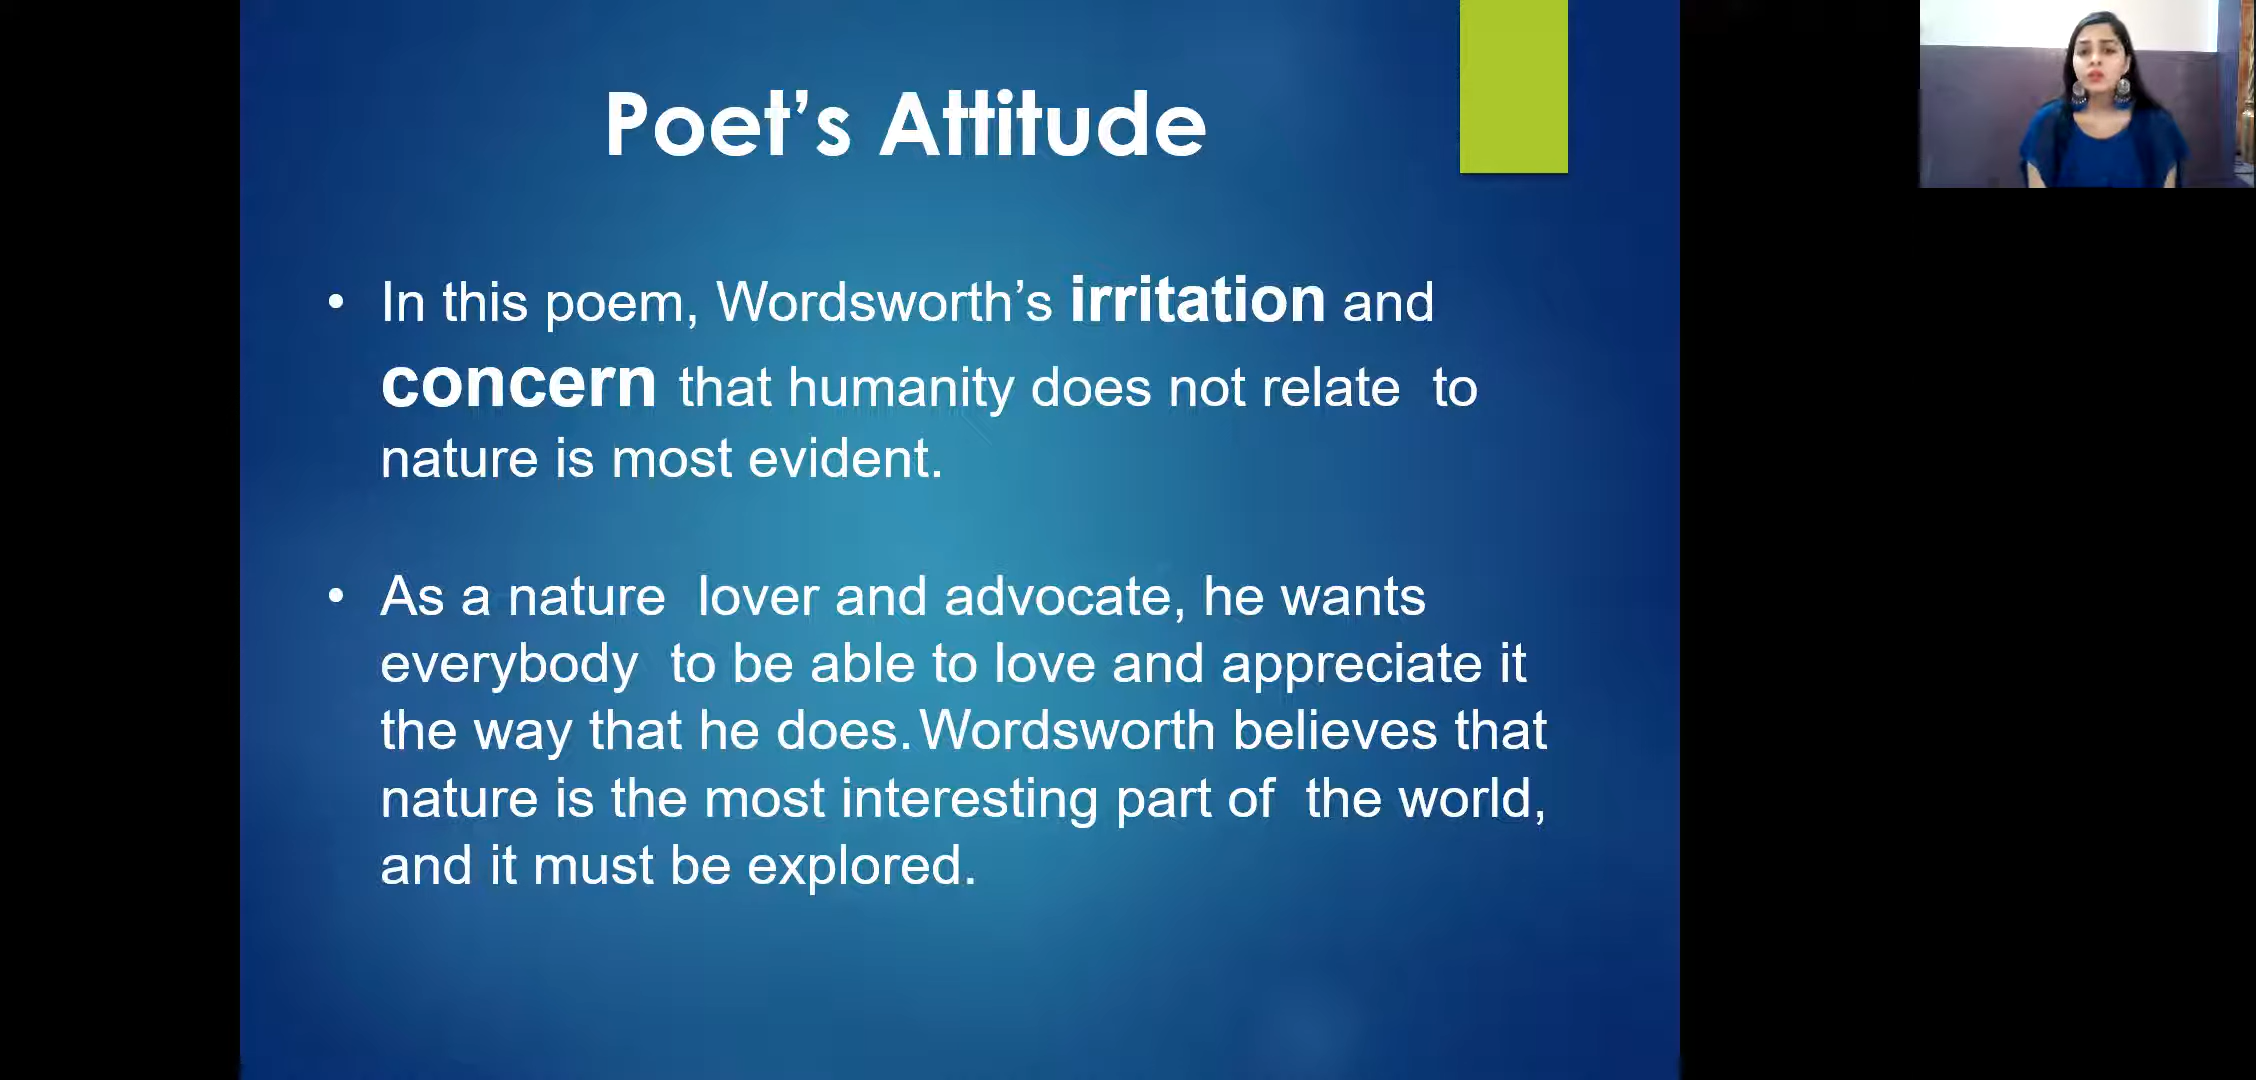 Poet’s Attitude
• In this poem, Wordsworth’s irritation and
concern that humanity does not relate to
nature is most evident.
• As a nature lover and advocate, he wants
everybody to be able to love and appreciate it
the way that he does. Wordsworth believes that
nature is the most interesting part of the world,
and it must be explored.